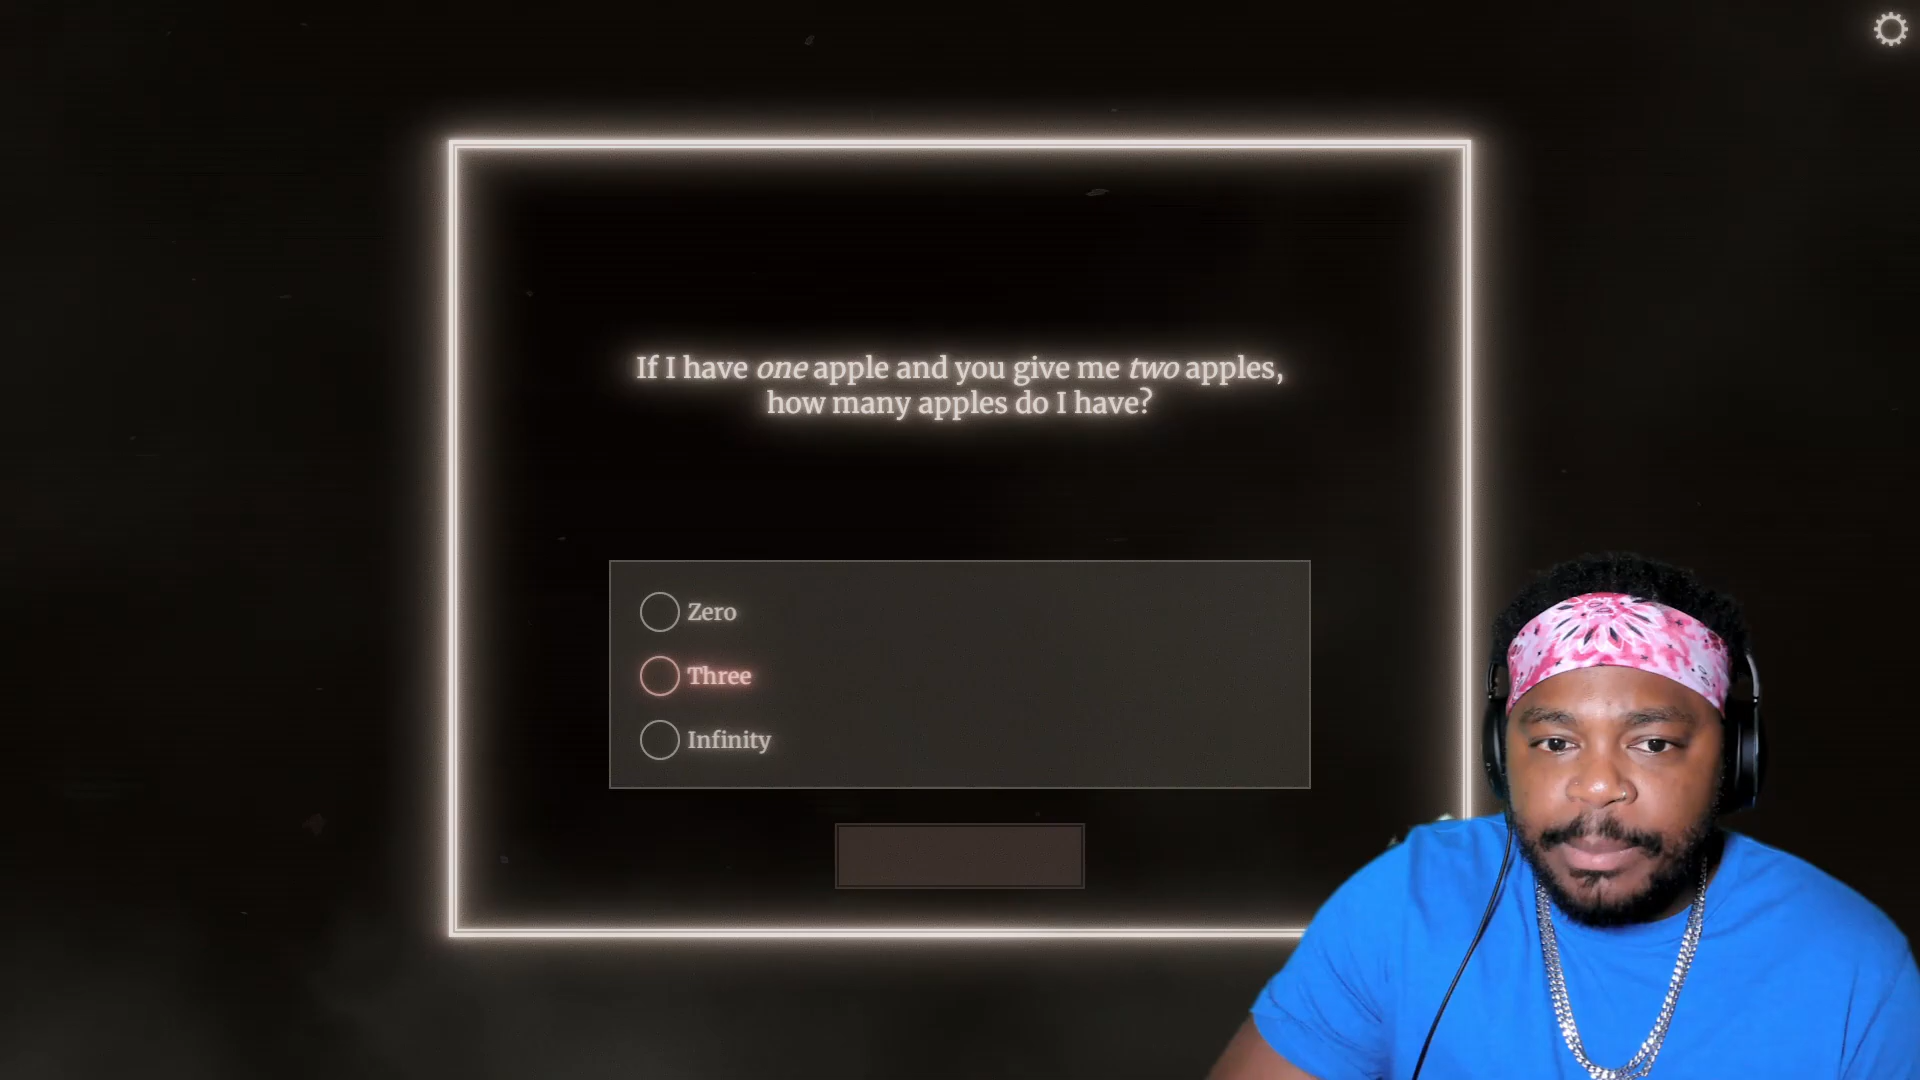 If I have one apple and you give me two apples,
how many apples do I have?
Zero
Three
Infinity